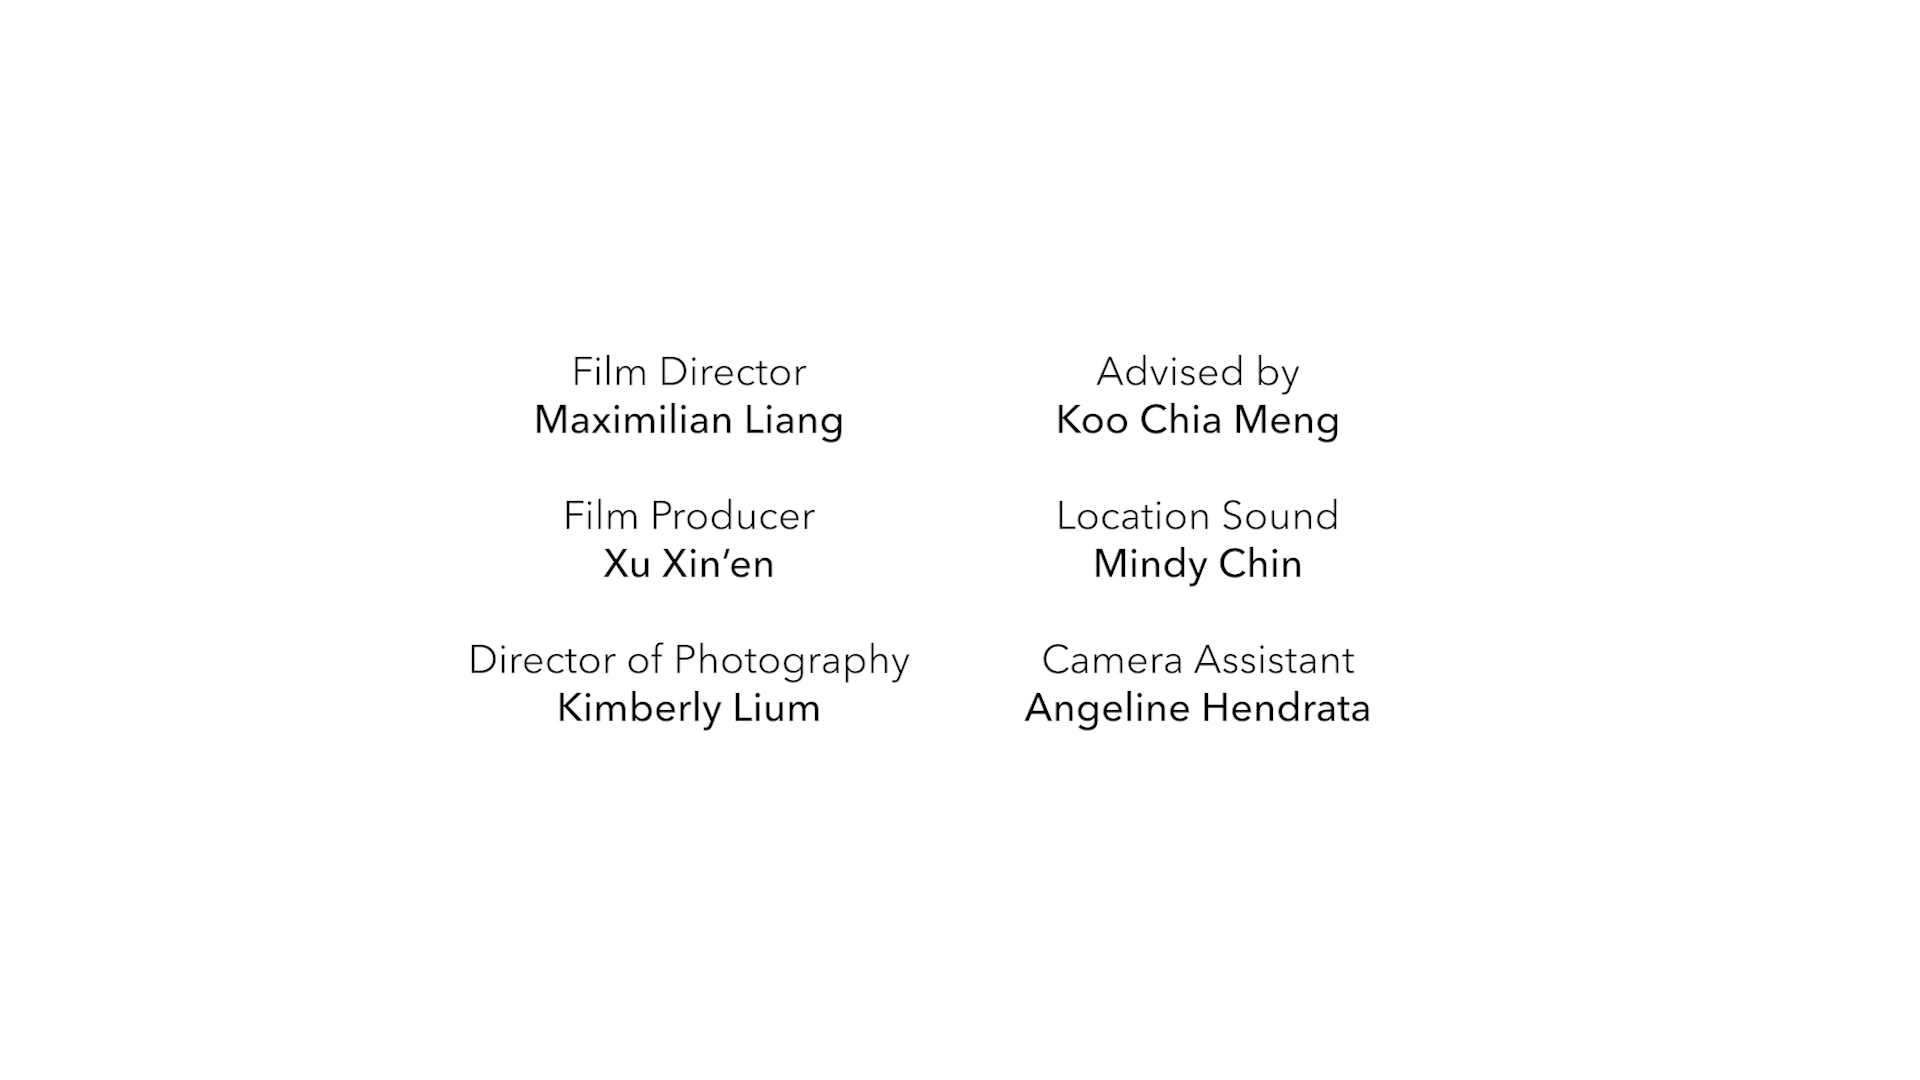 Film Director
Maximilian Liang
Film Producer
Xu Xin’en
Director of Photography
Kimberly Lium
Advised by
Koo Chia Meng
Location Sound
Mindy Chin
Camera Assistant
Angeline Hendrata